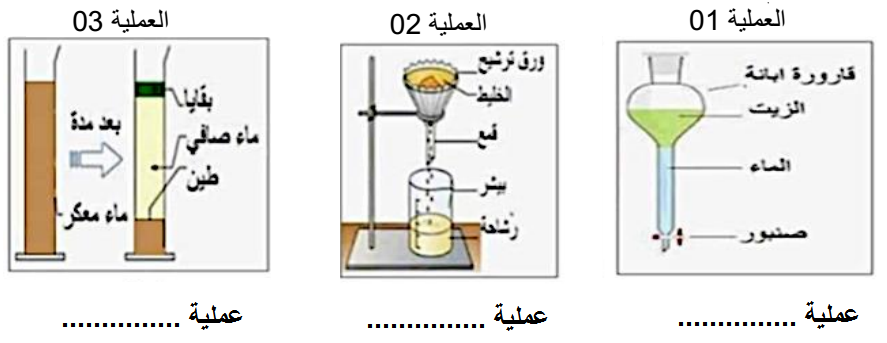 العملية 01
قارورة ابانة
الزيت
الماء
صنبور
عملية ...............
العملية 02
ورق ترشيح
الخليط
قمع
بيشر
رُشاحة
عملية ...............
العملية 03
بقايا
بعد مدة
ماء صافي
طين
ماء معكر
عملية ...............